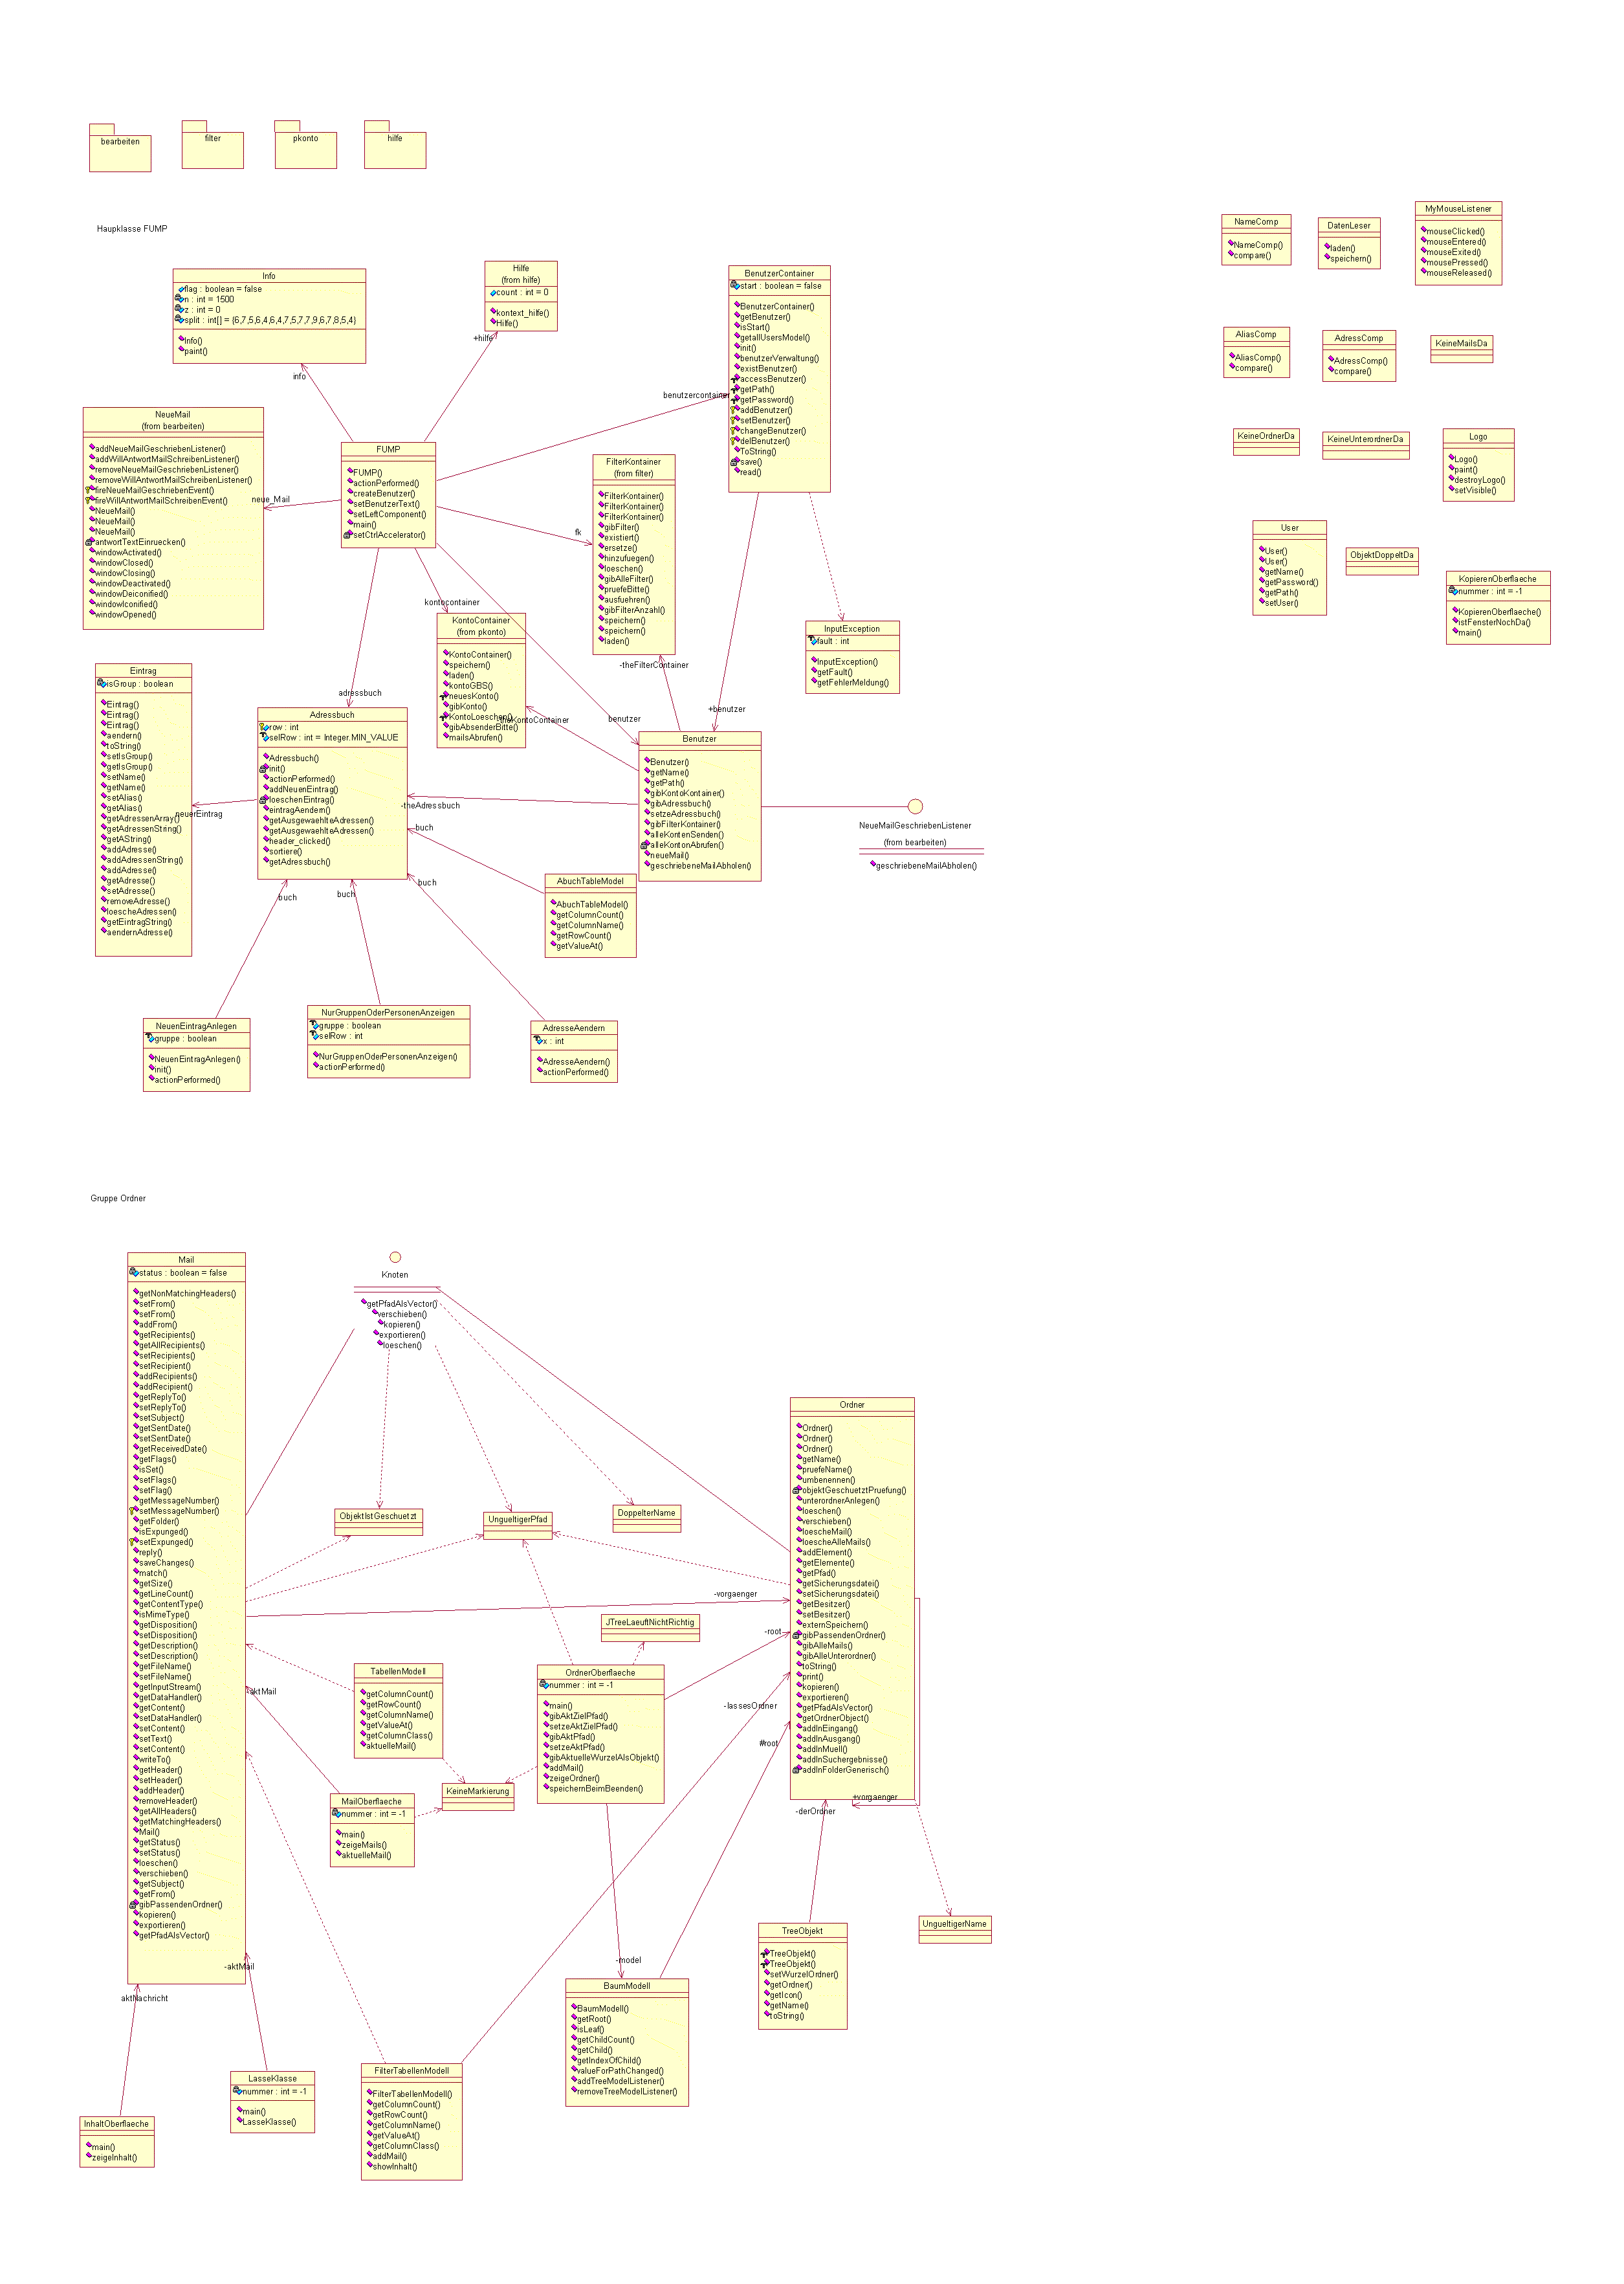 bearbeiten
filter
pkonto
hilfe
Haupklasse FUMP
Info
flag : boolean = false
n : int = 1500
z : int = 0
split : int[] = {6,7,5,6,4,6,4,7,5,7,7,9,6,7,8,5,4}
Info()
paint()
Hilfe
(from hilfe)
count : int = 0
kontext_hilfe()
Hilfe()
+hilfe
info
BenutzerContainer
start : boolean = false
BenutzerContainer()
getBenutzer()
isStart()
getallUsersModel()
init()
benutzerVerwaltung()
existBenutzer()
accessBenutzer()
getPath()
getPassword()
addBenutzer()
setBenutzer()
changeBenutzer()
delBenutzer()
ToString()
save()
read()
benutzercontainer
NeueMail
(from bearbeiten)
addNeueMailGeschriebenListener()
addWillAntwortMailSchreibenListener()
removeNeueMailGeschriebenListener()
removeWillAntwortMailSchreibenListener()
fireNeueMailGeschriebenEvent()
fireWillAntwortMailSchreibenEvent()
NeueMail()
NeueMail()
NeueMail()
antwortTextEinruecken()
windowActivated()
windowClosed()
windowClosing()
windowDeactivated()
windowDeiconified()
windowIconified()
windowOpened()
neue_Mail
FUMP
FUMP()
actionPerformed()
createBenutzer()
setBenutzerText()
setLeftComponent()
main()
setCtrlAccelerator()
fk
FilterKontainer
(from filter)
FilterKontainer()
FilterKontainer()
FilterKontainer()
gibFilter()
existiert()
ersetze()
hinzufuegen()
loeschen()
gibAlleFilter()
pruefeBitte()
ausfuehren()
gibFilterAnzahl()
speichern()
speichern()
laden()
kontocontainer
KontoContainer
(from pkonto)
KontoContainer()
speichern()
laden()
kontoGBS()
neuesKonto()
gibKonto()
KontoLoeschen()
gibAbsenderBitte()
mailsAbrufen()
-theFilterContainer
InputException
fault : int
InputException()
getFault()
getFehlerMeldung()
Eintrag
isGroup : boolean
Eintrag()
Eintrag()
Eintrag()
aendern()
toString()
setIsGroup()
getIsGroup()
setName()
getName()
setAlias()
getAlias()
getAdressenArray()
getAdressenString()
getAString()
addAdresse()
addAdressenString()
addAdresse()
getAdresse()
setAdresse()
removeAdresse()
loescheAdressen()
getEintragString()
aendernAdresse()
neuerEintrag
adressbuch
Adressbuch
row : int
selRow : int = Integer.MIN_VALUE
Adressbuch()
init()
actionPerformed()
addNeuenEintrag()
loeschenEintrag()
eintragAendern()
getAusgewaehlteAdressen()
getAusgewaehlteAdressen()
header_clicked()
sortiere()
getAdressbuch()
-theKontoContainer
benutzer
+benutzer
-theAdressbuch
Benutzer
Benutzer()
getName()
getPath()
gibKontoKontainer()
gibAdressbuch()
setzeAdressbuch()
gibFilterKontainer()
alleKontenSenden()
alleKontonAbrufen()
neueMail()
geschriebeneMailAbholen()
NeueMailGeschriebenListener
(from bearbeiten)
geschriebeneMailAbholen()
buch
buch
buch
buch
AbuchTableModel
AbuchTableModel()
getColumnCount()
getColumnName()
getRowCount()
getValueAt()
NeuenEintragAnlegen
gruppe : boolean
NeuenEintragAnlegen()
init()
actionPerformed()
NurGruppenOderPersonenAnzeigen
gruppe : boolean
selRow : int
NurGruppenOderPersonenAnzeigen()
actionPerformed()
AdresseAendern
x : int
AdresseAendern()
actionPerformed()
NameComp
NameComp()
compare()
DatenLeser
laden()
speichern()
MyMouseListener
mouseClicked()
mouseEntered()
mouseExited()
mousePressed()
mouseReleased()
AliasComp
AliasComp()
compare()
AdressComp
AdressComp()
compare()
KeineMailsDa
KeineOrdnerDa
KeineUnterordnerDa
Logo
Logo()
paint()
destroyLogo()
setVisible()
User
User()
User()
getName()
getPassword()
getPath()
setUser()
ObjektDoppeltDa
KopierenOberflaeche
nummer : int = -1
KopierenOberflaeche()
istFensterNochDa()
main()
Gruppe Ordner
Mail
status : boolean = false
getNonMatchingHeaders()
setFrom()
setFrom()
addFrom()
getRecipients()
getAllRecipients()
setRecipients()
setRecipient()
addRecipients()
addRecipient()
getReplyTo()
setReplyTo()
setSubject()
getSentDate()
setSentDate()
getReceivedDate()
getFlags()
isSet()
setFlags()
setFlag()
getMessageNumber()
setMessageNumber()
getFolder()
isExpunged()
setExpunged()
reply()
saveChanges()
match()
getSize()
getLineCount()
getContentType()
isMimeType()
getDisposition()
setDisposition()
getDescription()
setDescription()
getFileName()
setFileName()
getInputStream()
getDataHandler()
getContent()
setDataHandler()
setContent()
setText()
setContent()
writeTo()
getHeader()
setHeader()
addHeader()
removeHeader()
getAllHeaders()
getMatchingHeaders()
Mail()
getStatus()
setStatus()
loeschen()
verschieben()
getSubject()
getFrom()
gibPassendenOrdner()
kopieren()
exportieren()
getPfadAlsVector()
Knoten
getPfadAlsVector()
verschieben()
kopieren()
exportieren()
loeschen()
ObjektIstGeschuetzt
UngueltigerPfad
DoppelterName
Ordner
Ordner()
Ordner()
Ordner()
getName()
pruefeName()
umbenennen()
objektGeschuetztPruefung()
unterordnerAnlegen()
loeschen()
verschieben()
loescheMail()
loescheAlleMails()
addElement()
getElemente()
getPfad()
getSicherungsdatei()
setSicherungsdatei()
getBesitzer()
setBesitzer()
externSpeichern()
gibPassendenOrdner()
gibAlleMails()
gibAlleUnterordner()
toString()
print()
kopieren()
exportieren()
getPfadAlsVector()
getOrdnerObject()
addInEingang()
addInAusgang()
addInMuell()
addInSuchergebnisse()
addInFolderGenerisch()
-vorgaenger
-root
-lassesOrdner
#root
+vorgaenger
-derOrdner
JTreeLaeuftNichtRichtig
TabellenModell
getColumnCount()
getRowCount()
getColumnName()
getValueAt()
getColumnClass()
aktuelleMail()
OrdnerOberflaeche
nummer : int = -1
main()
gibAktZielPfad()
setzeAktZielPfad()
gibAktPfad()
setzeAktPfad()
gibAktuelleWurzelAlsObjekt()
addMail()
zeigeOrdner()
speichernBeimBeenden()
-aktMail
KeineMarkierung
MailOberflaeche
nummer : int = -1
main()
zeigeMails()
aktuelleMail()
UngueltigerName
TreeObjekt
TreeObjekt()
TreeObjekt()
setWurzelOrdner()
getOrdner()
getIcon()
getName()
toString()
-model
BaumModell
BaumModell()
getRoot()
isLeaf()
getChildCount()
getChild()
getIndexOfChild()
valueForPathChanged()
addTreeModelListener()
removeTreeModelListener()
-aktMail
aktNachricht
LasseKlasse
nummer : int = -1
main()
LasseKlasse()
FilterTabellenModell
FilterTabellenModell()
getColumnCount()
getRowCount()
getColumnName()
getValueAt()
getColumnClass()
addMail()
showInhalt()
InhaltOberflaeche
main()
zeigeInhalt()